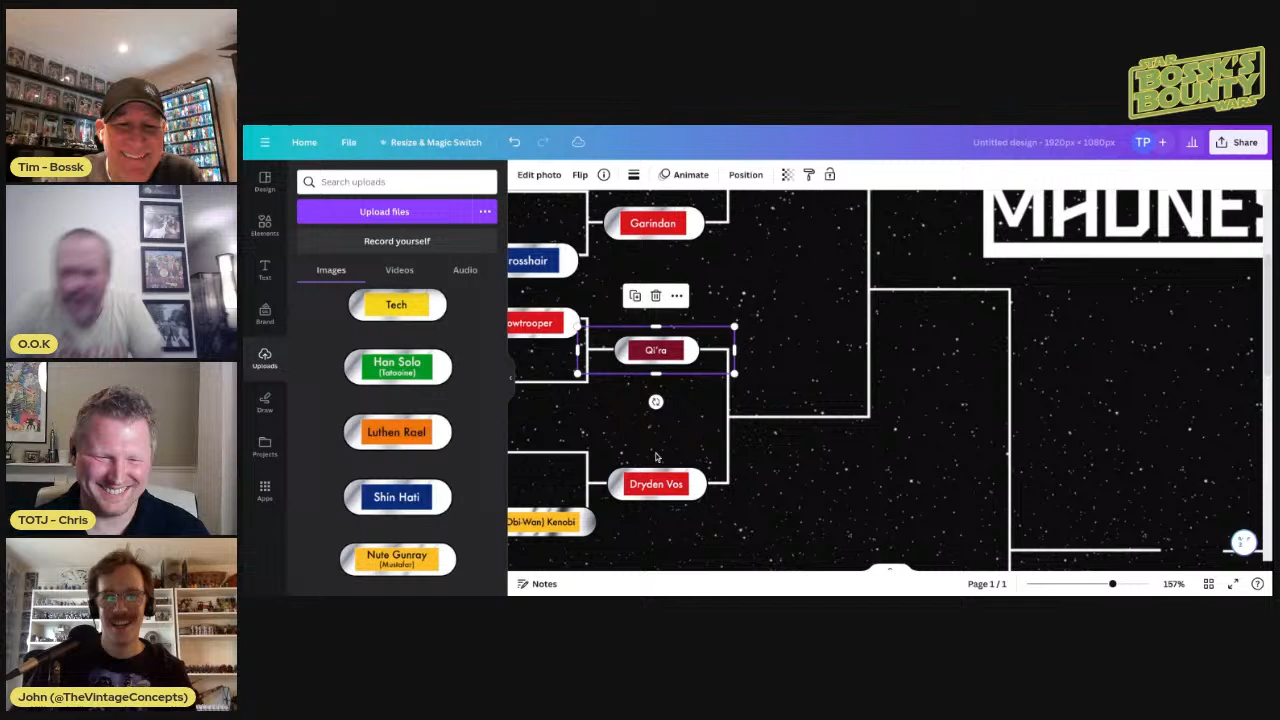 Tim - Bossk
O.O.K
TOTJ - Chris
John (@TheVintageConcepts)
STAR
BOSSK'S
BOUNTY
WARS
Home File Resize & Magic Switch
Untitled design - 1920px × 1080px TP + Share
Design
Elements
Text
Brand
Uploads
Draw
Projects
Apps
Search uploads
Upload files
Record yourself
Images Videos Audio
Tech
Han Solo
(Tatooine)
Luthen Rael
Shin Hati
Nute Gunray
(Mustafar)
Edit photo Flip Animate Position
MADNES
Garindan
rosshair
owtrooper
Qi'ra
Dryden Vos
Obi-Wan) Kenobi
Notes
Page 1 / 1 157%